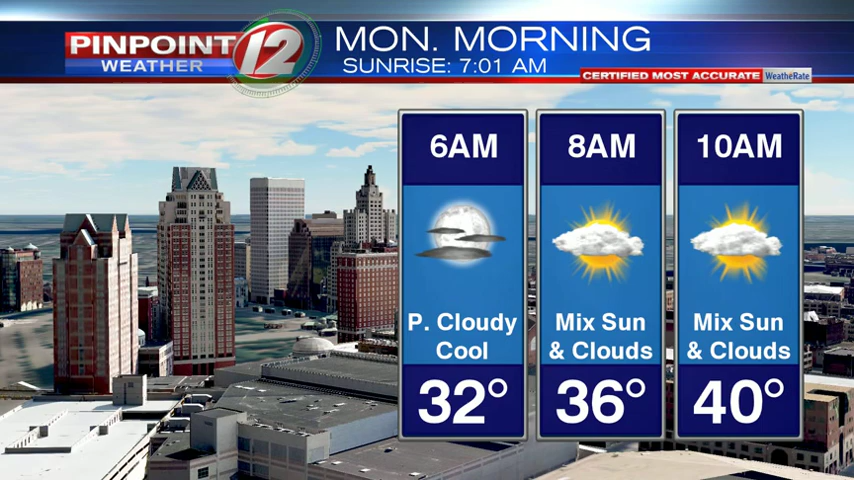 PINPOINT 12
WEATHER
MON. MORNING
SUNRISE: 7:01 AM
CERTIFIED MOST ACCURATE WeatheRate
6AM
P. Cloudy
Cool
32°
8AM
Mix Sun
& Clouds
36°
10AM
Mix Sun
& Clouds
40°